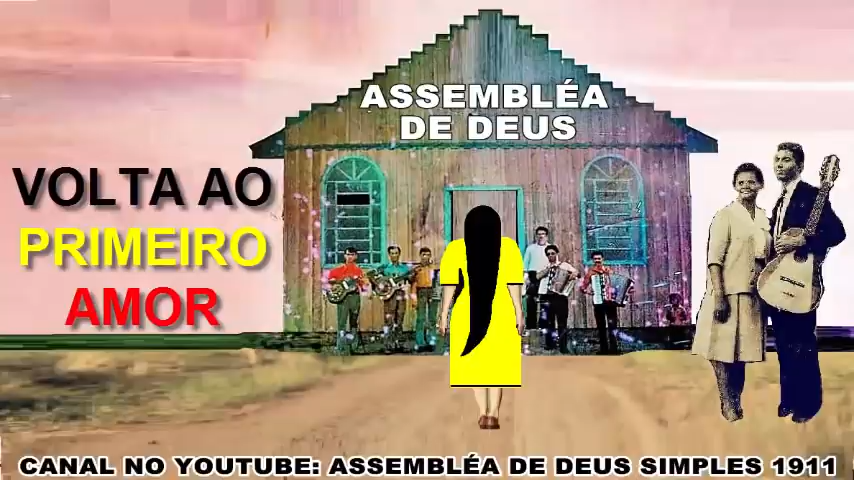 ASSEMBLÉA
DE DEUS
VOLTA AO
PRIMEIRO
AMOR
CANAL NO YOUTUBE: ASSEMBLÉA DE DEUS SIMPLES 1911